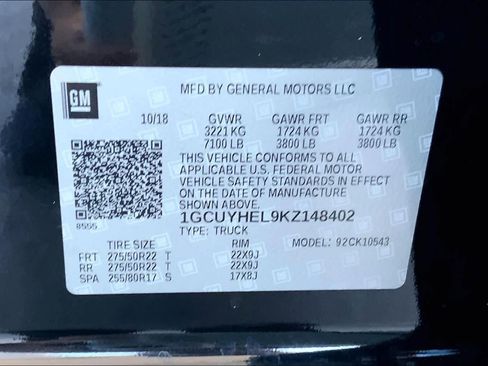 GM
MFD BY GENERAL MOTORS LLC
10/18 GVWR GAWR FRT GAWR RR
3221 KG 1724 KG 1724 KG
7100 LB 3800 LB 3800 LB
THIS VEHICLE CONFORMS TO ALL
APPLICABLE U.S. FEDERAL MOTOR
VEHICLE SAFETY STANDARDS IN EFFECT
ON THE DATE OF MANUFACTURE
SHOWN ABOVE.
1GCUYHEL9KZ148402
8555
TYPE: TRUCK MODEL: 92CK10543
TIRE SIZE RIM
FRT 275/50R22 T 22X9J
RR 275/50R22 T 22X9J
SPA 255/80R17 S 17X8J